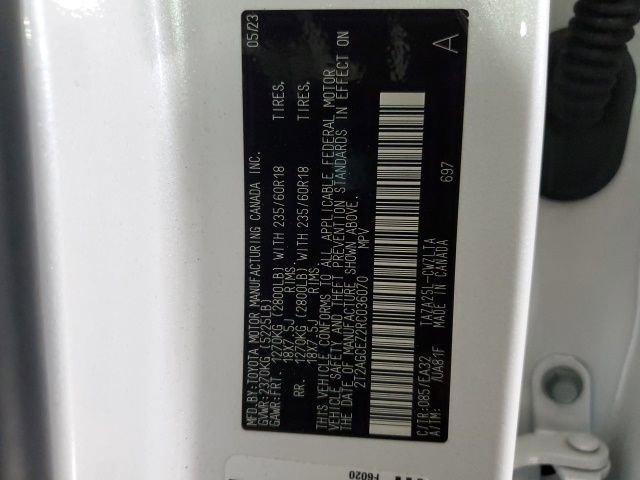 MFD.BY:TOYOTA MOTOR MANUFACTURING CANADA INC. 05/23
GVWR:2370KG (5225LB)
GAWR:FRT. 1270KG (2800LB) WITH 235/60R18 TIRES,
18X7.5J RIMS.
RR. 1270KG (2800LB) WITH 235/60R18 TIRES,
18X7.5J RIMS.
THIS VEHICLE CONFORMS TO ALL APPLICABLE FEDERAL MOTOR
VEHICLE SAFETY AND THEFT PREVENTION STANDARDS IN EFFECT ON
THE DATE OF MANUFACTURE SHOWN ABOVE.
2T2AGCEZ2RC036070 MPV
697
A
C/TR:085/EA32 TAZA25L-CWZLTA
A/TM: /UA81F MADE IN CANADA
F6020